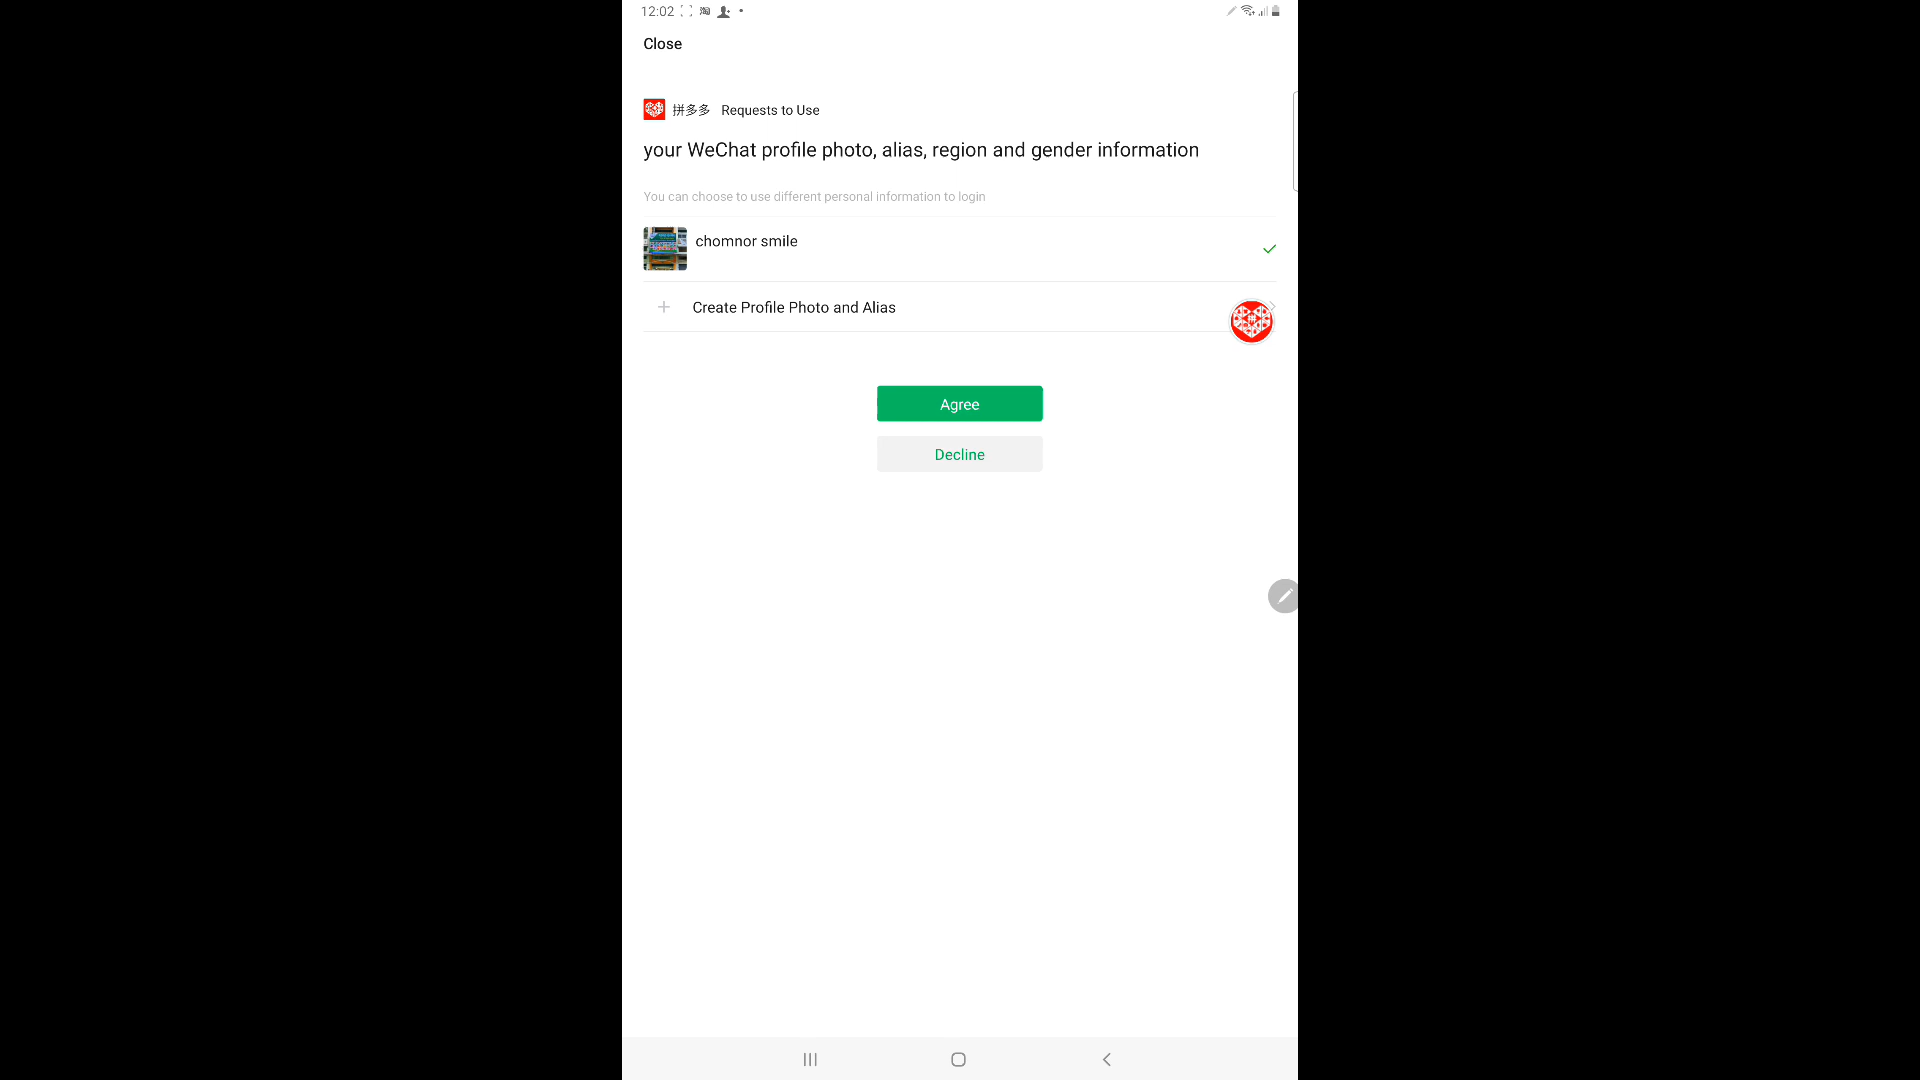 12:02
Close
拼多多 Requests to Use
your WeChat profile photo, alias, region and gender information
You can choose to use different personal information to login
chomnor smile
Create Profile Photo and Alias
Agree
Decline